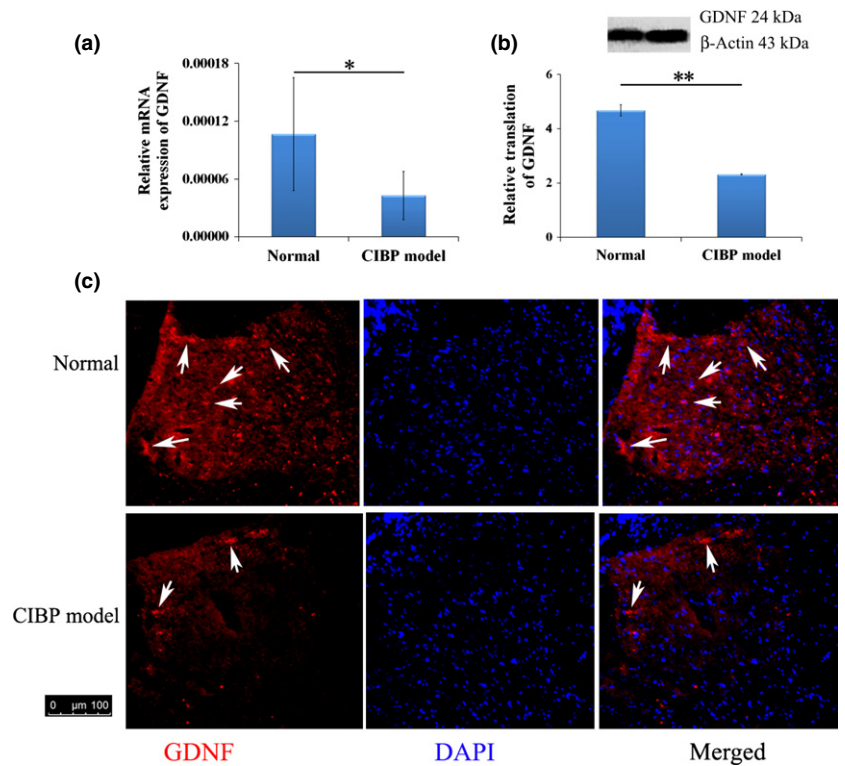 (a)
0.00018
0.00012
0.00006
0.00000
Relative mRNA
expression of GDNF
*
Normal
CIBP model
(b)
GDNF 24 kDa
β-Actin 43 kDa
6
4
2
0
Relative translation
of GDNF
**
Normal
CIBP model
(c)
Normal
CIBP model
0 µm 100
GDNF
DAPI
Merged